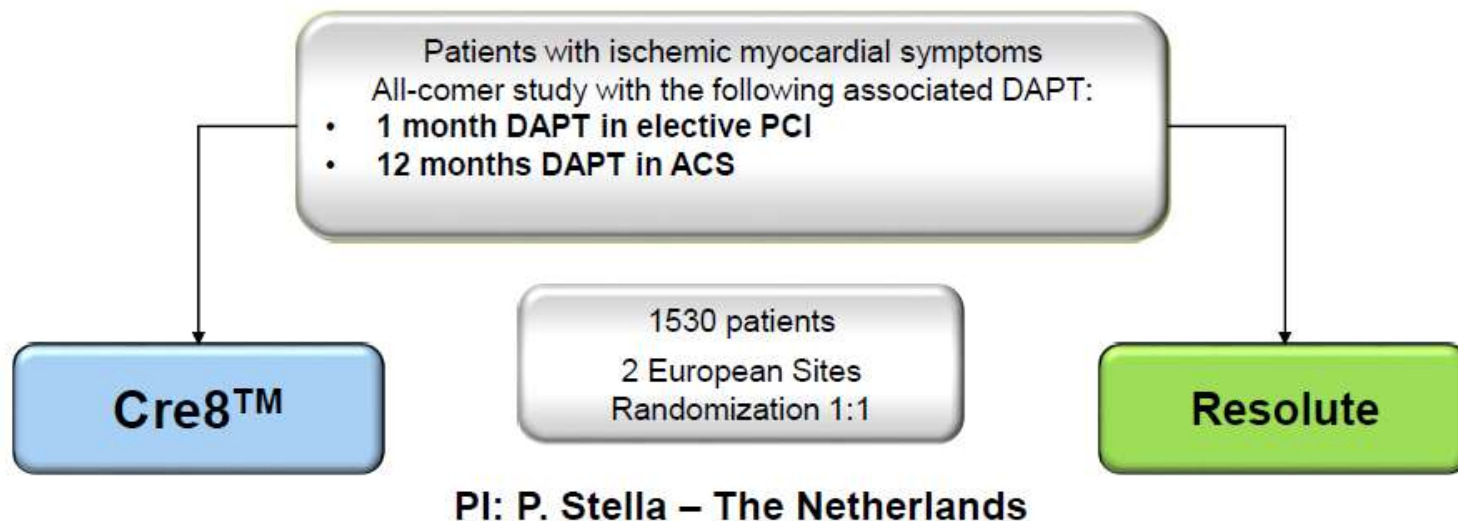 Patients with ischemic myocardial symptoms
All-comer study with the following associated DAPT:
• 1 month DAPT in elective PCI
• 12 months DAPT in ACS
1530 patients
2 European Sites
Randomization 1:1
Cre8™
Resolute
PI: P. Stella – The Netherlands